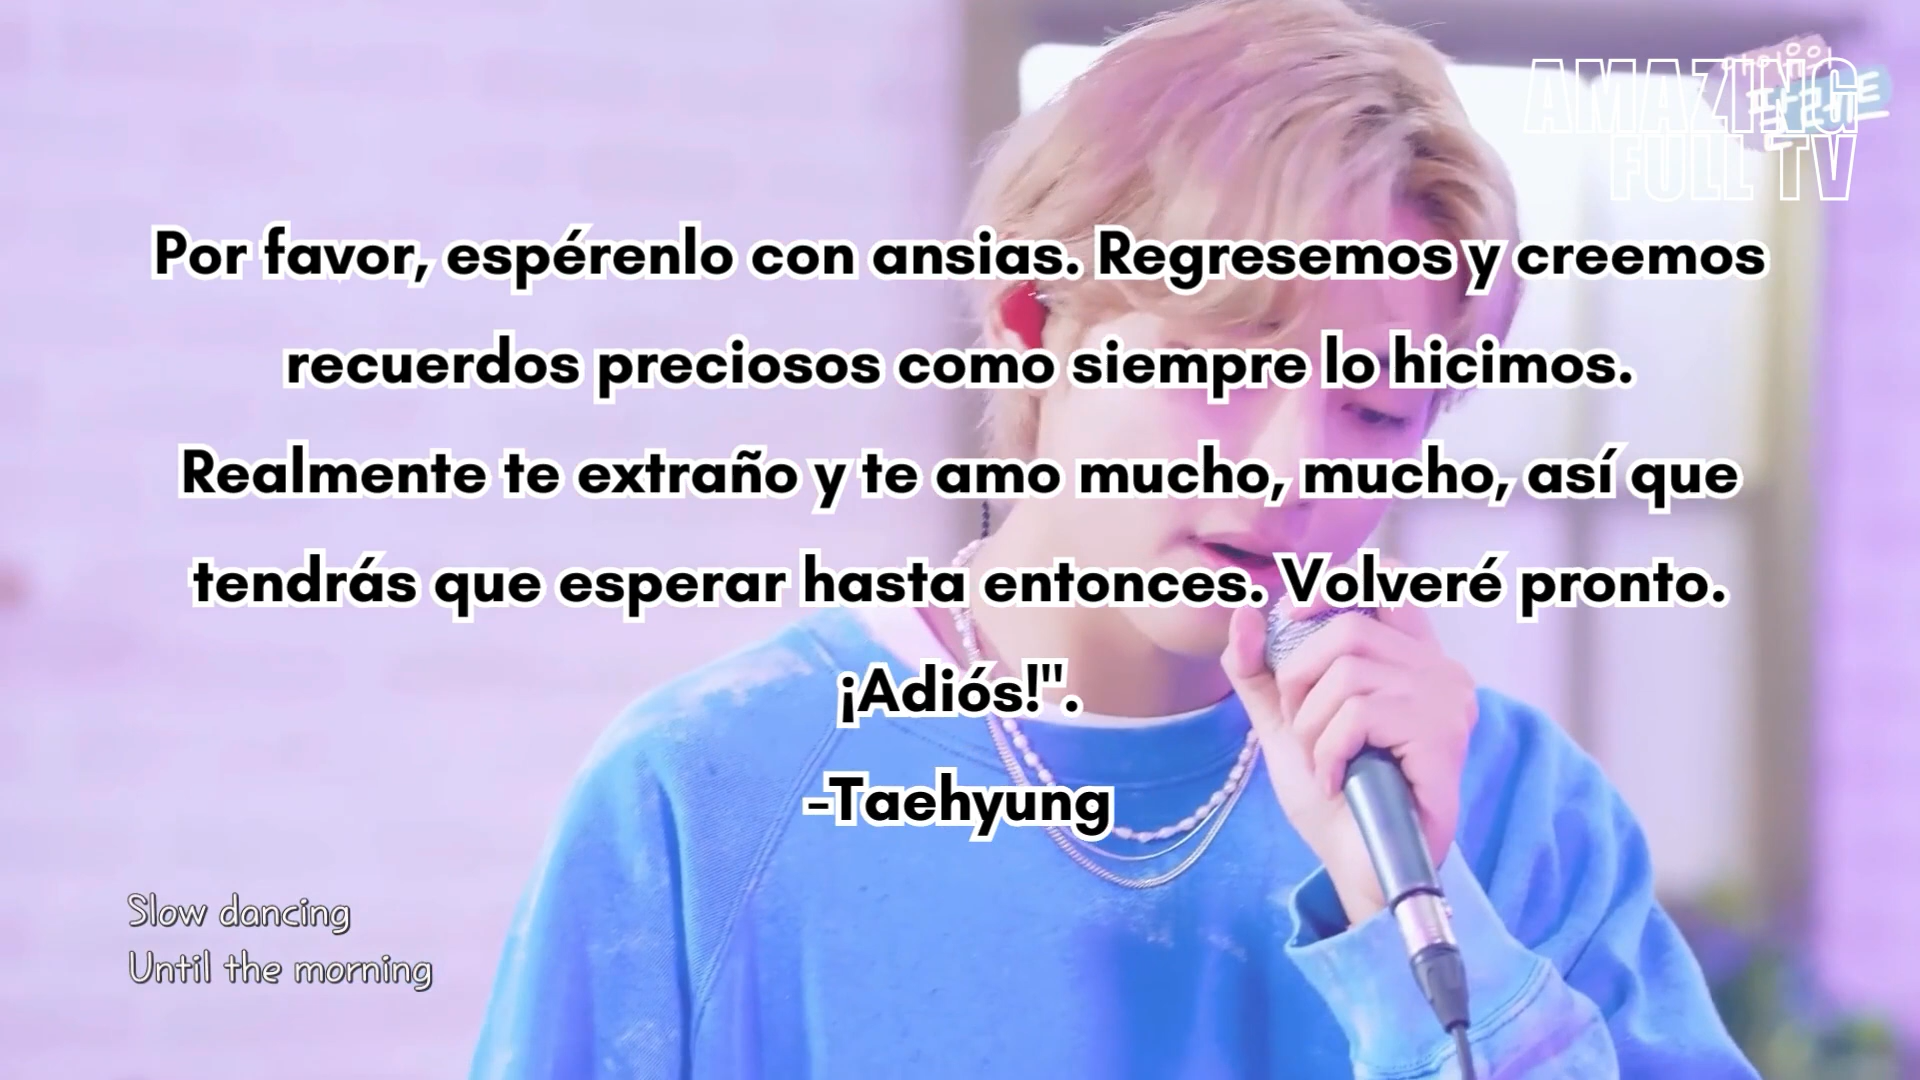 AMAZING
FULL TV
Por favor, espérenlo con ansias. Regresemos y creemos
recuerdos preciosos como siempre lo hicimos.
Realmente te extraño y te amo mucho, mucho, así que
tendrás que esperar hasta entonces. Volveré pronto.
¡Adiós!".
-Taehyung
Slow dancing
Until the morning